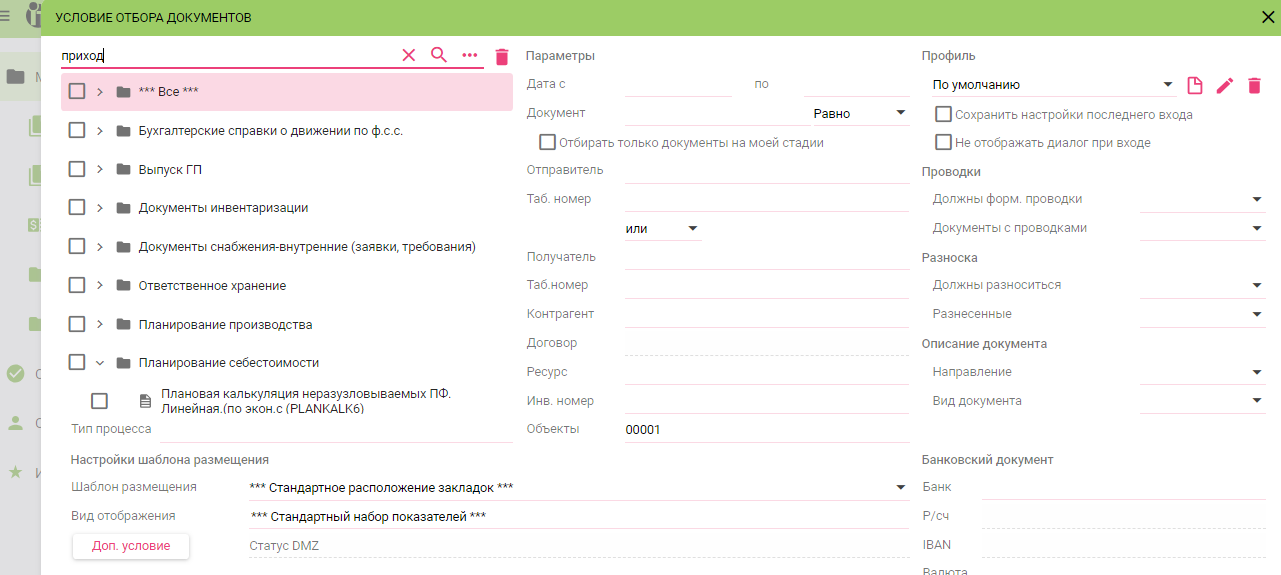 УСЛОВИЕ ОТБОРА ДОКУМЕНТОВ
приход
*** Все ***
Бухгалтерские справки о движении по ф.с.с.
Выпуск ГП
Документы инвентаризации
Документы снабжения-внутренние (заявки, требования)
Ответственное хранение
Планирование производства
Планирование себестоимости
Плановая калькуляция неразузловываемых ПФ.
Линейная.(по экон.с (PLANKALK6)
Тип процесса
Параметры
Дата с по
Документ Равно
Отбирать только документы на моей стадии
Отправитель
Таб. номер
или
Получатель
Таб.номер
Контрагент
Договор
Ресурс
Инв. номер
Объекты 00001
Профиль
По умолчанию
Сохранить настройки последнего входа
Не отображать диалог при входе
Проводки
Должны форм. проводки
Документы с проводками
Разноска
Должны разноситься
Разнесенные
Описание документа
Направление
Вид документа
Настройки шаблона размещения
Шаблон размещения *** Стандартное расположение закладок ***
Вид отображения *** Стандартный набор показателей ***
Доп. условие Статус DMZ
Банковский документ
Банк
Р/сч
IBAN
Валюта